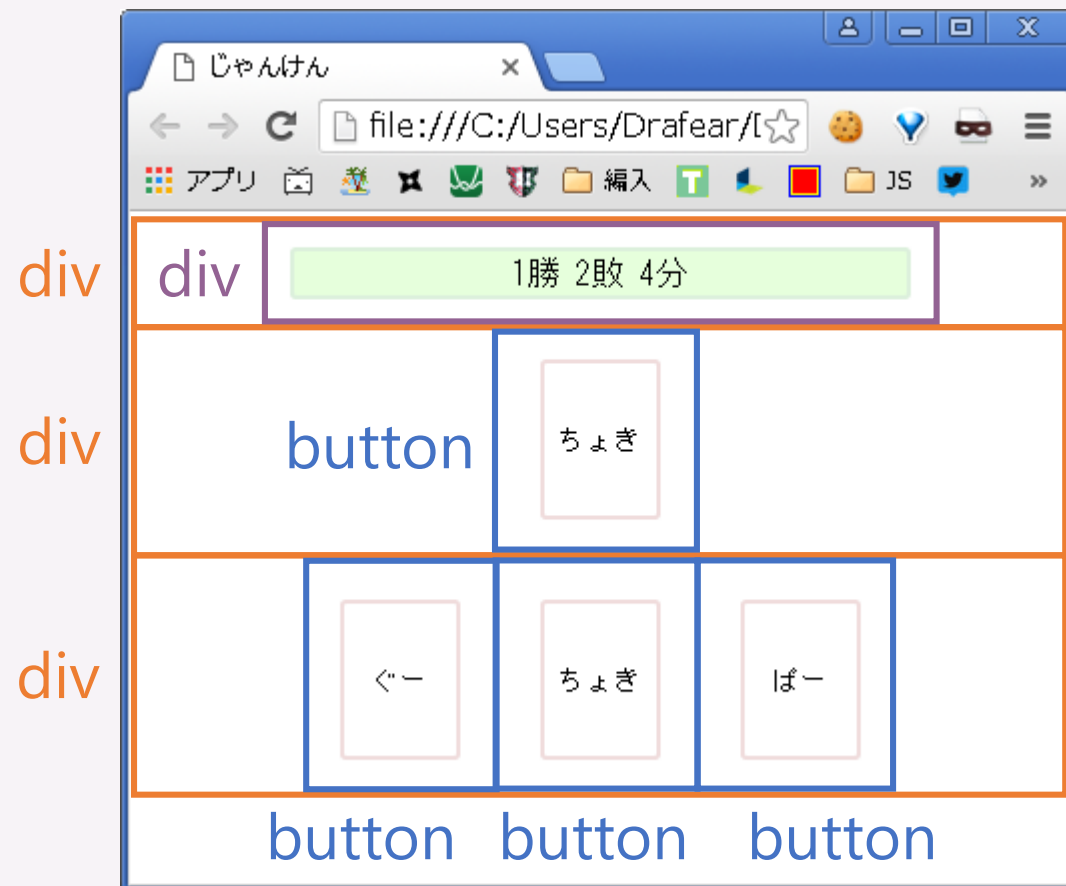 じゃんけん
file:///C:/Users/Drafear/[
アプリ 編入 T JS »
div div 1勝 2敗 4分
div button ちょき
div ぐー ちょき ぱー
button button button